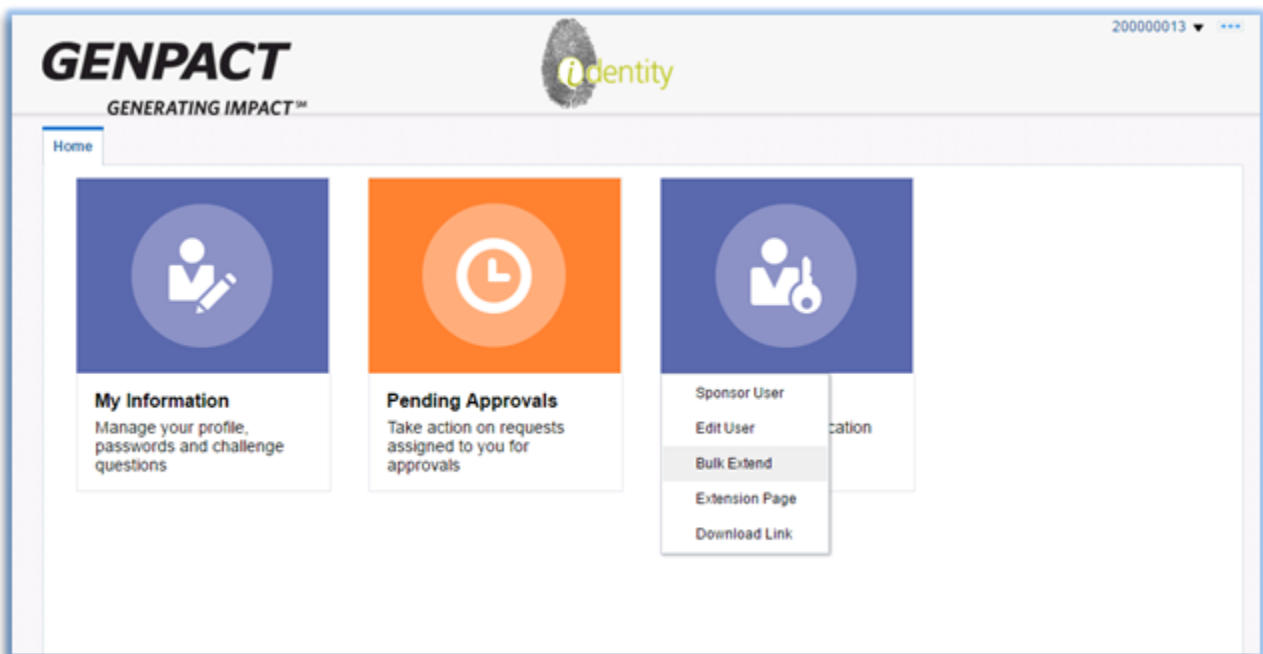 200000013
GENPACT
GENERATING IMPACT℠
identity
Home
My Information
Manage your profile,
passwords and challenge
questions
Pending Approvals
Take action on requests
assigned to you for
approvals
Sponsor User
Edit User
Bulk Extend
Extension Page
Download Link